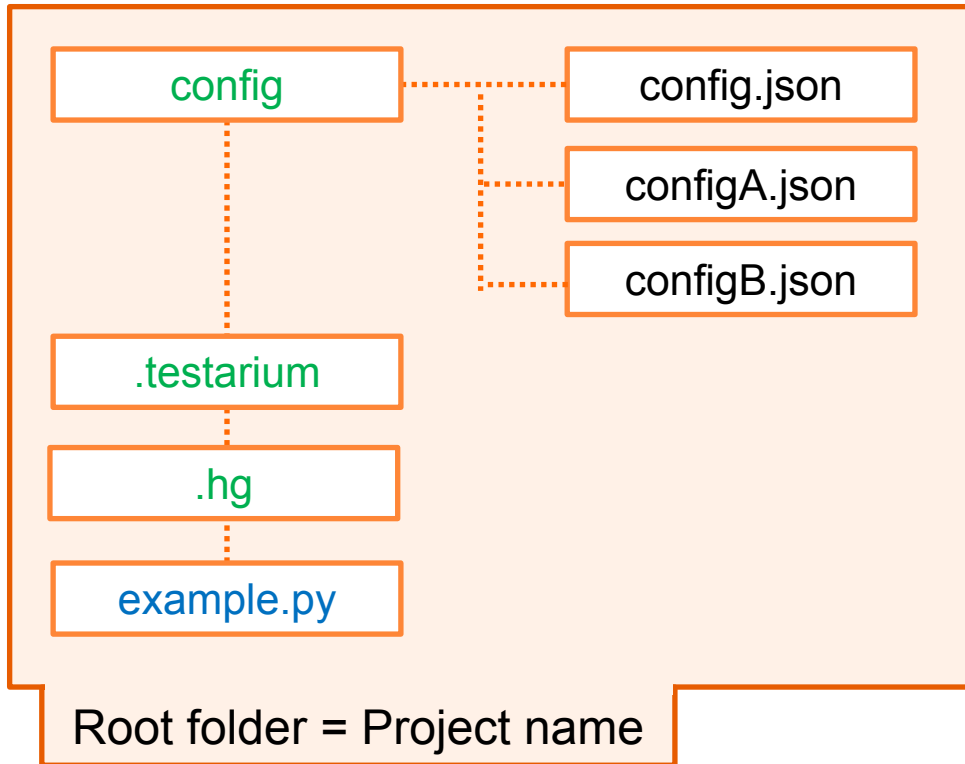 config
config.json
configA.json
configB.json
.testarium
.hg
example.py
Root folder = Project name